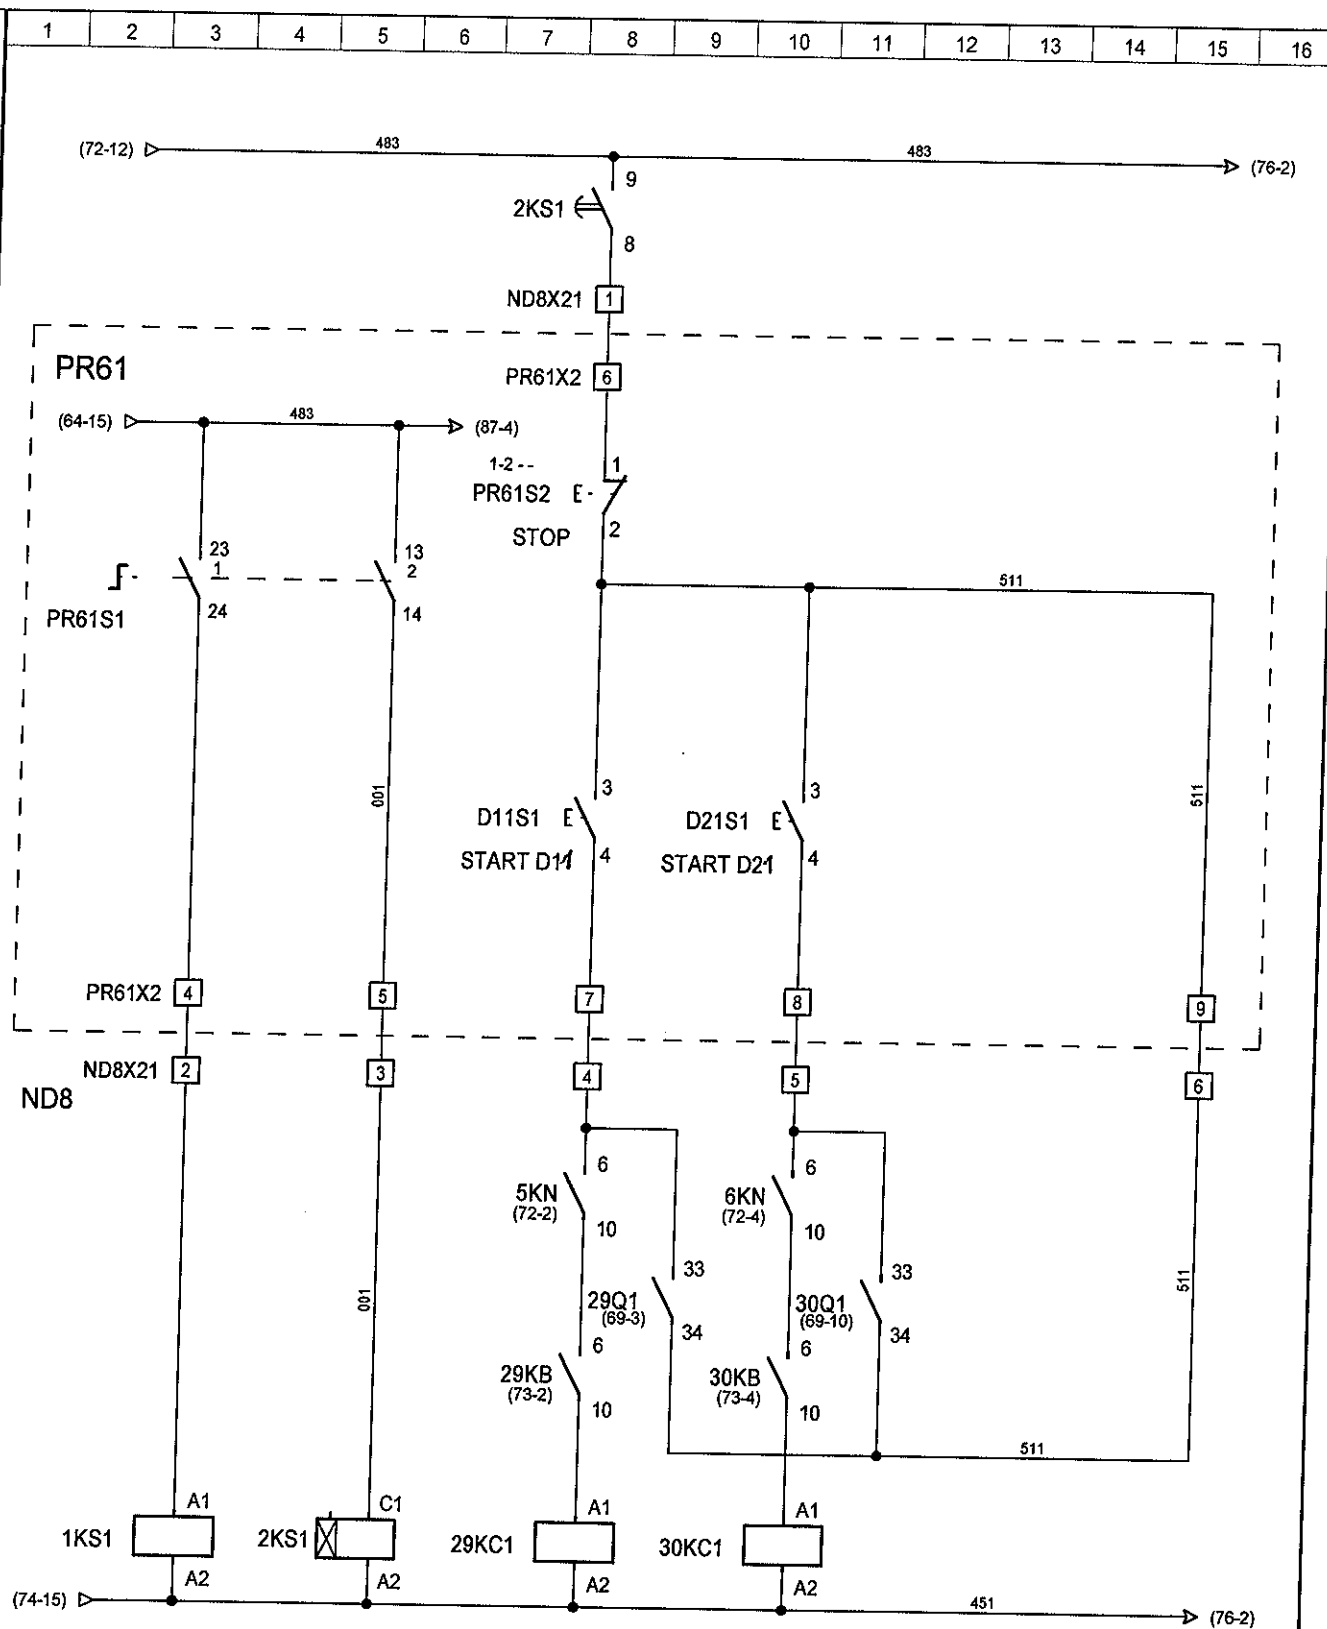 1 2 3 4 5 6 7 8 9 10 11 12 13 14 15 16
(72-12) 483 483 (76-2)
9
2KS1
8
ND8X21 1
PR61
PR61X2 6
(64-15) 483 (87-4)
1-2-- 1
PR61S2 E-
STOP 2
511
23 13
1 2
PR61S1 24 14
001
511
3 3
D11S1 E D21S1 E
START D11 4 START D21 4
PR61X2 4 5 7 8 9
ND8X21 2 3 4 5 6
ND8
6 6
5KN 6KN
(72-2) (72-4)
10 10
33 33
001
511
29Q1 30Q1
(69-3) (69-10)
34 34
6 6
29KB 30KB
(73-2) (73-4)
10 10
511
A1 C1 A1 A1
1KS1 2KS1 29KC1 30KC1
A2 A2 A2 A2
(74-15) 451 (76-2)